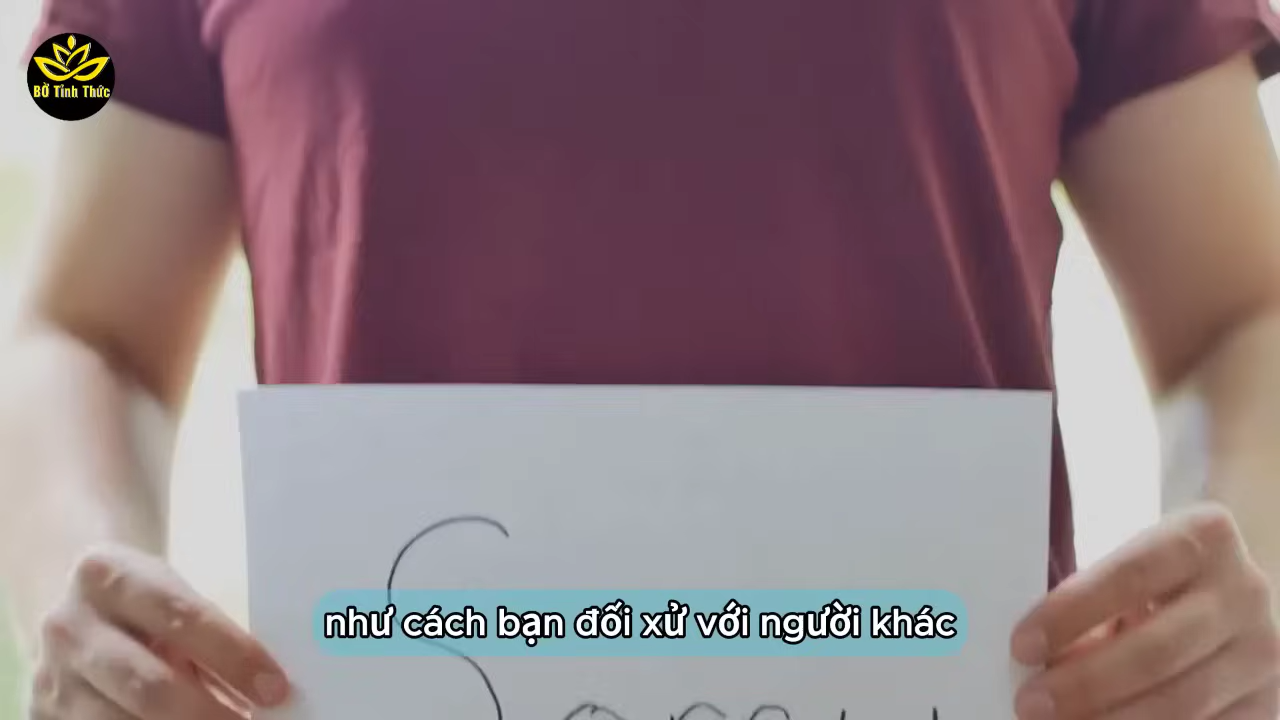 BỜ Tỉnh Thức
như cách bạn đối xử với người khác